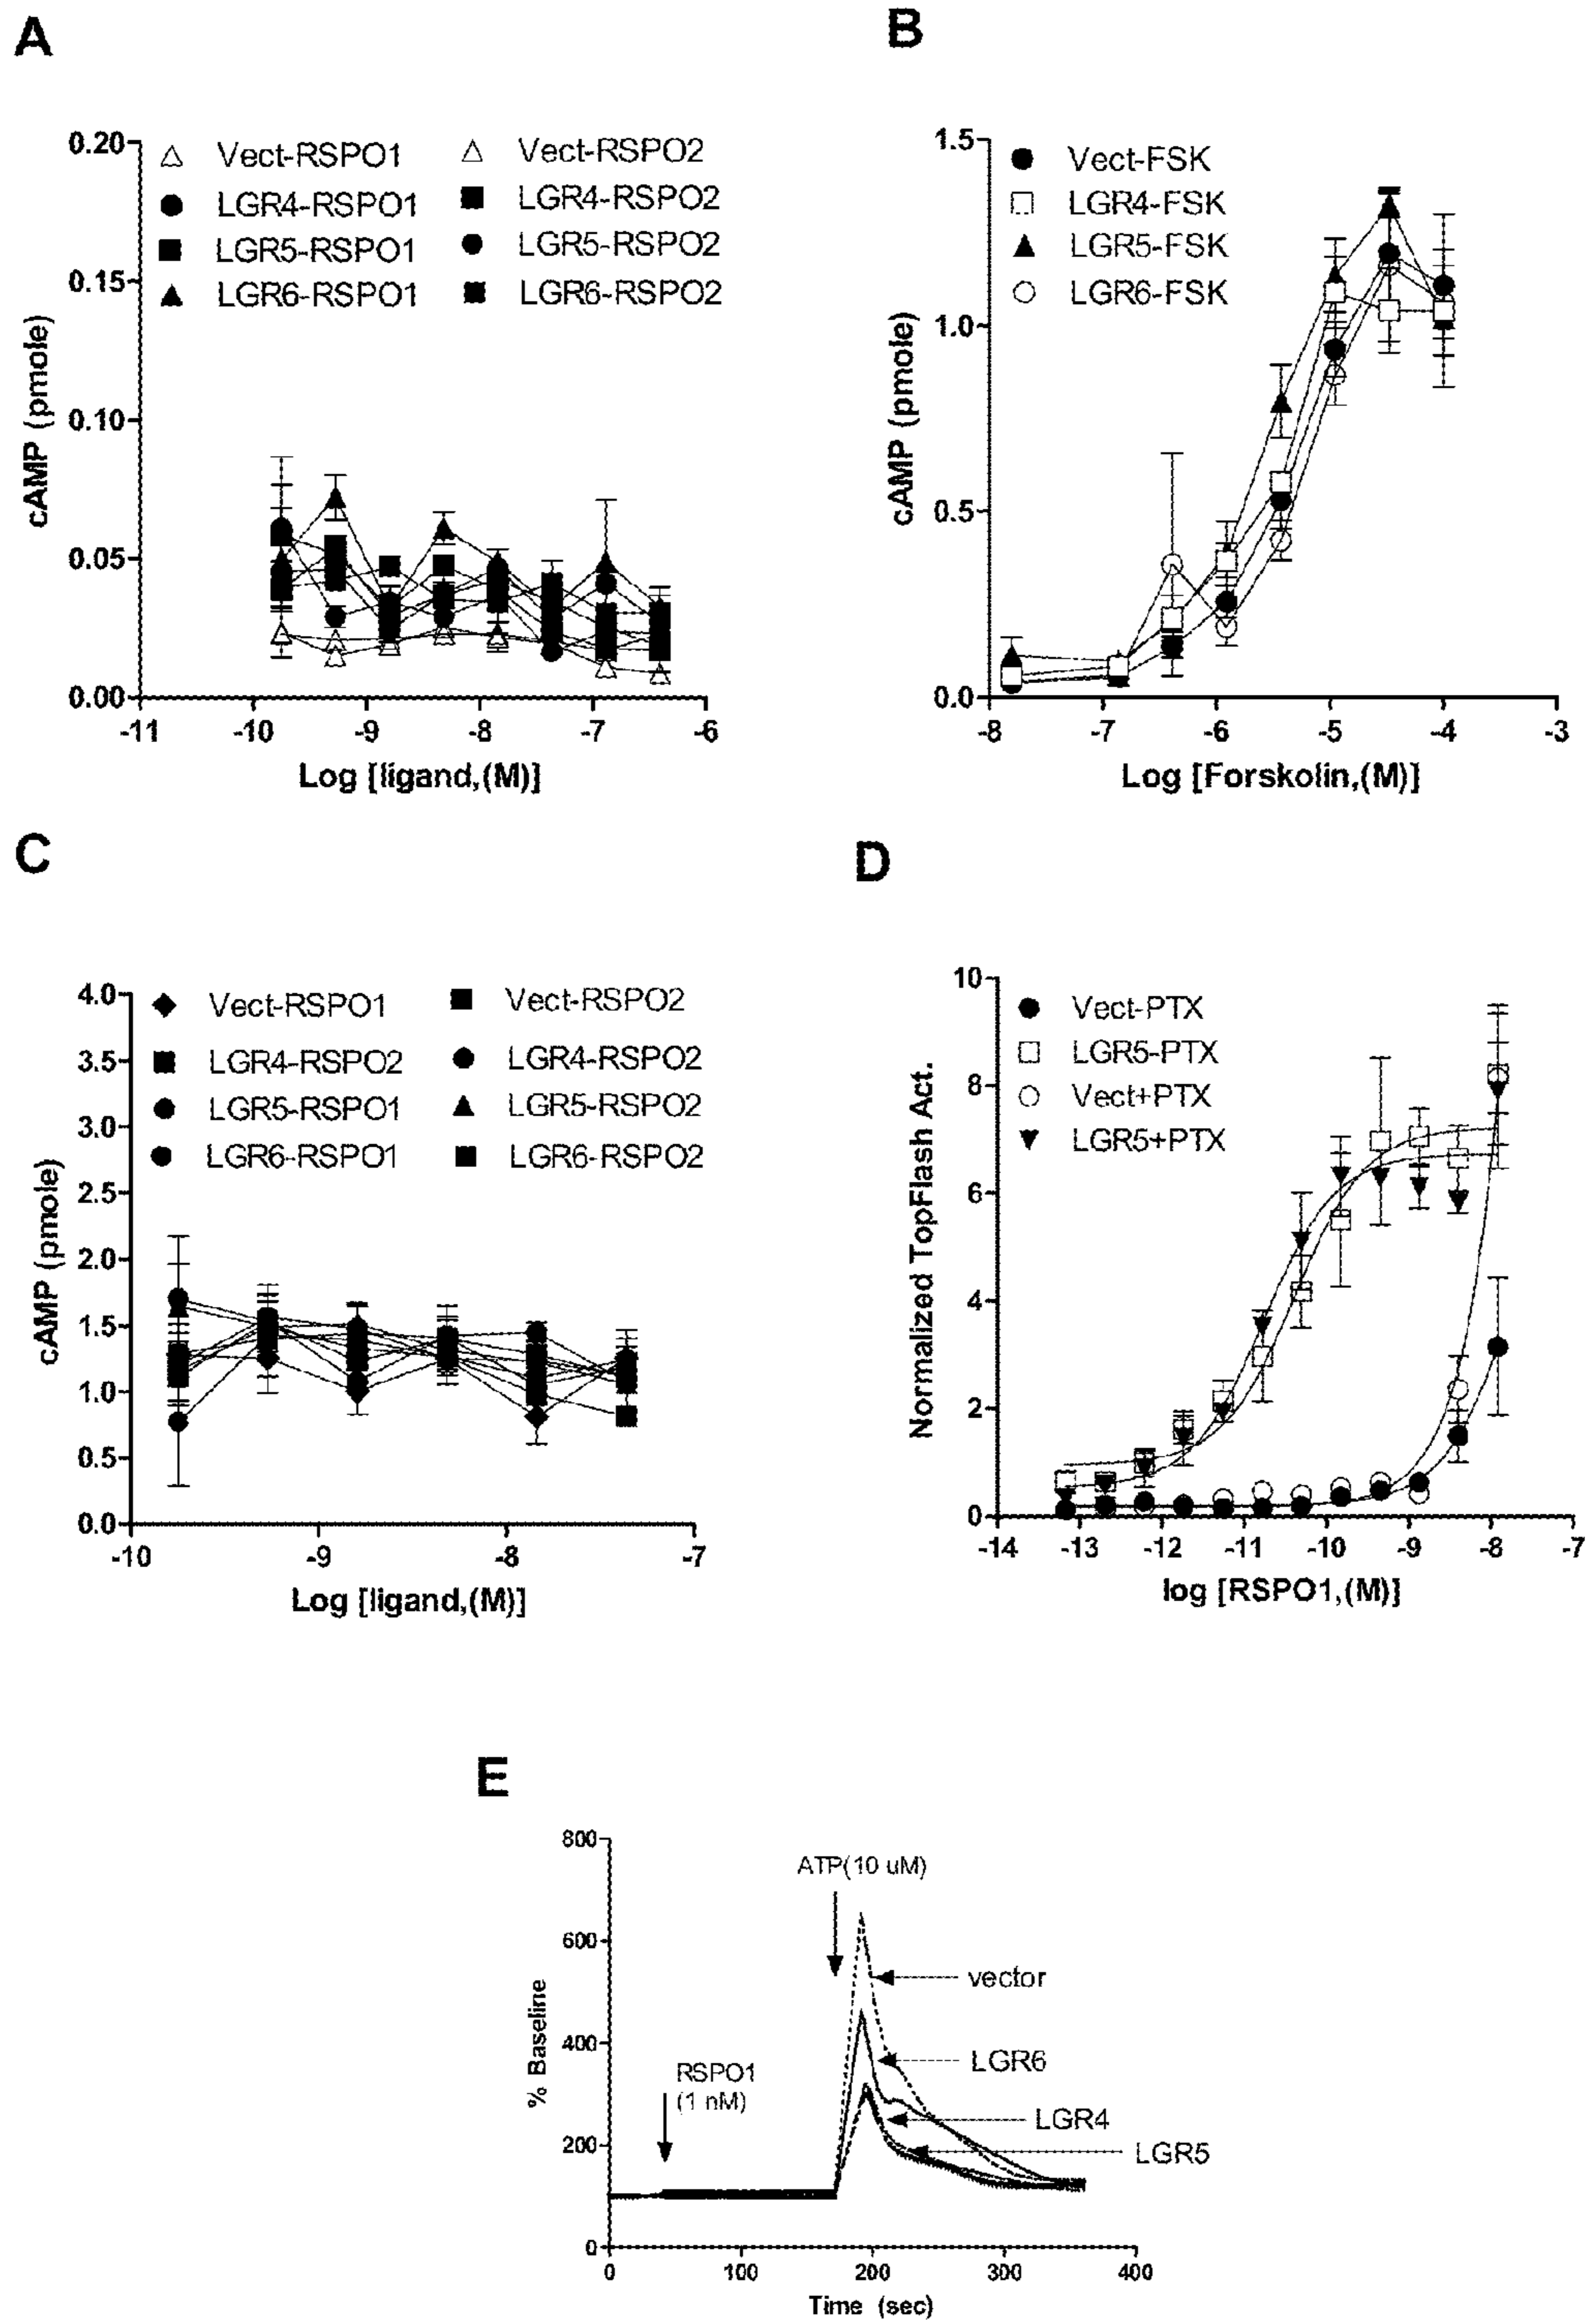 A
0.20
0.15
0.10
0.05
0.00
cAMP (pmole)
Vect-RSPO1
LGR4-RSPO1
LGR5-RSPO1
LGR6-RSPO1
Vect-RSPO2
LGR4-RSPO2
LGR5-RSPO2
LGR6-RSPO2
-11 -10 -9 -8 -7 -6
Log [ligand,(M)]
B
1.5
1.0
0.5
0.0
cAMP (pmole)
Vect-FSK
LGR4-FSK
LGR5-FSK
LGR6-FSK
-8 -7 -6 -5 -4 -3
Log [Forskolin,(M)]
C
4.0
3.5
3.0
2.5
2.0
1.5
1.0
0.5
0.0
cAMP (pmole)
Vect-RSPO1
LGR4-RSPO2
LGR5-RSPO1
LGR6-RSPO1
Vect-RSPO2
LGR4-RSPO2
LGR5-RSPO2
LGR6-RSPO2
-10 -9 -8 -7
Log [ligand,(M)]
D
10
8
6
4
2
0
Normalized TopFlash Act.
Vect-PTX
LGR5-PTX
Vect+PTX
LGR5+PTX
-14 -13 -12 -11 -10 -9 -8 -7
log [RSPO1,(M)]
E
800
600
400
200
0
% Baseline
ATP(10 uM)
RSPO1
(1 nM)
vector
LGR6
LGR4
LGR5
0 100 200 300 400
Time (sec)